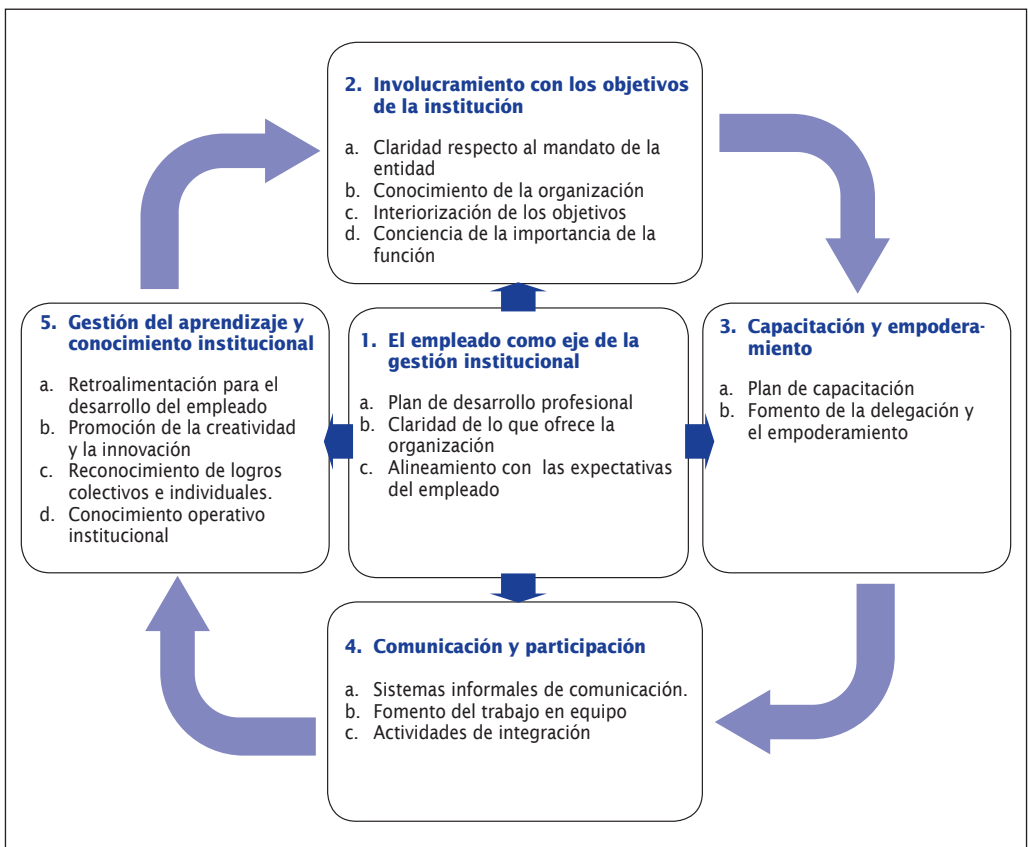 2. Involucramiento con los objetivos
de la institución
a. Claridad respecto al mandato de la
entidad
b. Conocimiento de la organización
c. Interiorización de los objetivos
d. Conciencia de la importancia de la
función
5. Gestión del aprendizaje y
conocimiento institucional
a. Retroalimentación para el
desarrollo del empleado
b. Promoción de la creatividad
y la innovación
c. Reconocimiento de logros
colectivos e individuales.
d. Conocimiento operativo
institucional
1. El empleado como eje de la
gestión institucional
a. Plan de desarrollo profesional
b. Claridad de lo que ofrece la
organización
c. Alineamiento con las expectativas
del empleado
3. Capacitación y empodera-
miento
a. Plan de capacitación
b. Fomento de la delegación y
el empoderamiento
4. Comunicación y participación
a. Sistemas informales de comunicación.
b. Fomento del trabajo en equipo
c. Actividades de integración